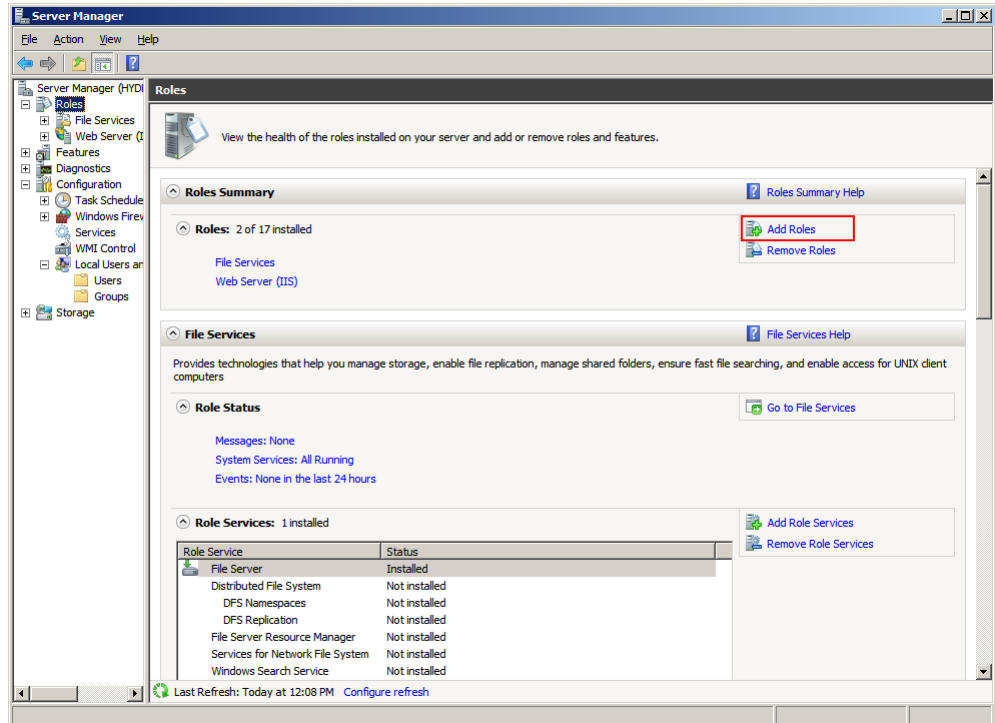 Server Manager
File Action View Help
Server Manager (HYDI
Roles
File Services
Web Server (I
Features
Diagnostics
Configuration
Task Schedule
Windows Firev
Services
WMI Control
Local Users an
Users
Groups
Storage
Roles
View the health of the roles installed on your server and add or remove roles and features.
Roles Summary
Roles Summary Help
Roles: 2 of 17 installed
Add Roles
Remove Roles
File Services
Web Server (IIS)
File Services
File Services Help
Provides technologies that help you manage storage, enable file replication, manage shared folders, ensure fast file searching, and enable access for UNIX client
computers
Role Status
Go to File Services
Messages: None
System Services: All Running
Events: None in the last 24 hours
Role Services: 1 installed
Add Role Services
Remove Role Services
Role Service Status
File Server Installed
Distributed File System Not installed
DFS Namespaces Not installed
DFS Replication Not installed
File Server Resource Manager Not installed
Services for Network File System Not installed
Windows Search Service Not installed
Last Refresh: Today at 12:08 PM Configure refresh